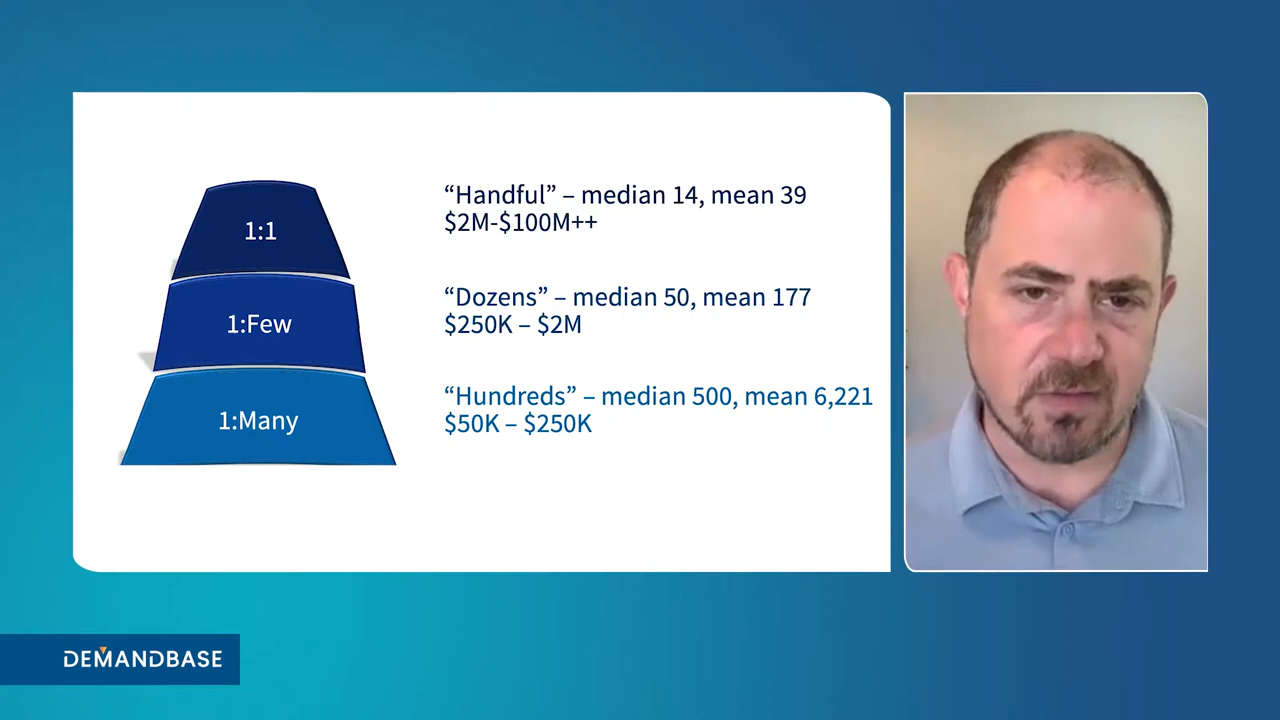 1:1
“Handful” – median 14, mean 39
$2M-$100M++
1:Few
“Dozens” – median 50, mean 177
$250K – $2M
1:Many
“Hundreds” – median 500, mean 6,221
$50K – $250K
DEMANDBASE